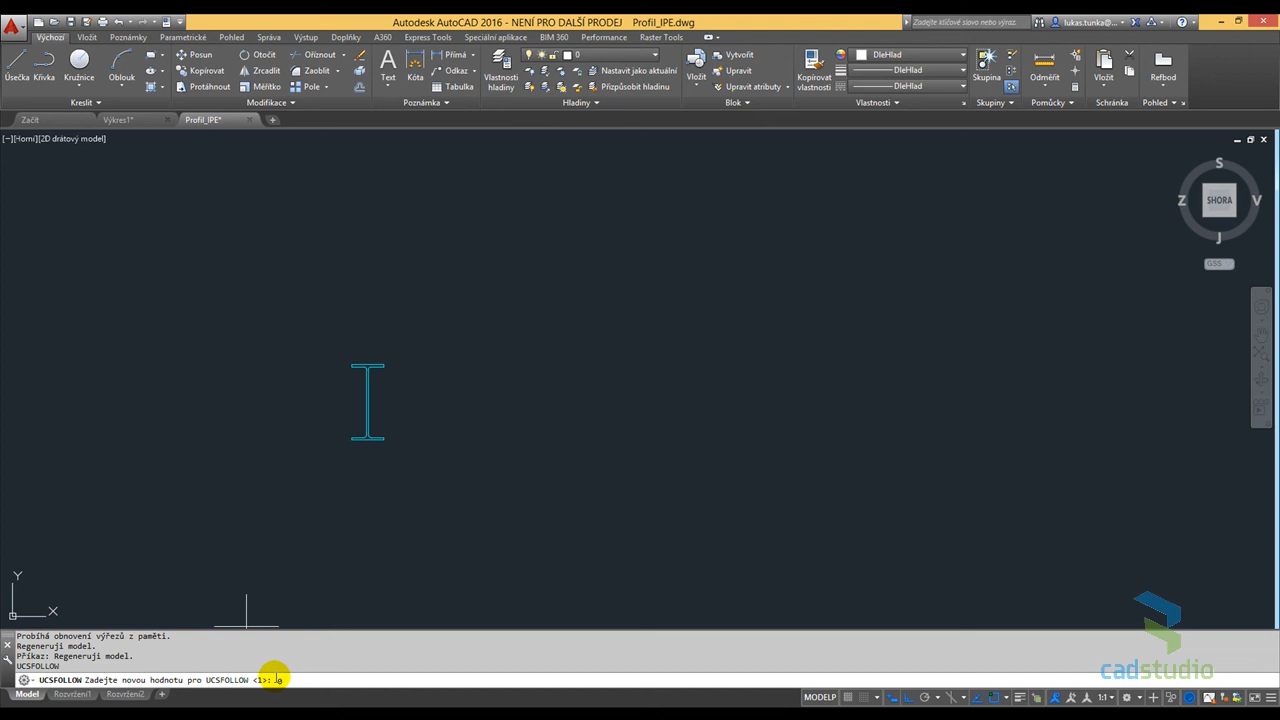 Autodesk AutoCAD 2016 - NENÍ PRO DALŠÍ PRODEJ Profil_IPE.dwg
Zadejte klíčové slovo nebo výraz.
lukas.tunka@...
Výchozí Vložit Poznámky Parametrické Pohled Správa Výstup Doplňky A360 Express Tools Speciální aplikace BIM 360 Performance Raster Tools
Posun Otočit Oříznout
Kopírovat Zrcadlit Zaoblit
Protáhnout Měřítko Pole
Úsečka Křivka Kružnice Oblouk
Text Kóta
Přímá
Odkaz
Tabulka
Vlastnosti hladiny
0
Nastavit jako aktuální
Přizpůsobit hladinu
Vložit
Vytvořit
Upravit
Upravit atributy
Kopírovat vlastnosti
DleHlad
DleHlad
DleHlad
Skupina Odměřit Vložit Refbod
Kreslit Modifikace Poznámka Hladiny Blok Vlastnosti Skupiny Pomůcky Schránka Pohled
Začít Výkres1* Profil_IPE*
[−][Horní][2D drátový model]
S
Z SHORA V
J
GSS
Y
X
Probíhá obnovení výřezů z paměti.
Regeneruji model.
Příkaz: Regeneruji model.
UCSFOLLOW
UCSFOLLOW Zadejte novou hodnotu pro UCSFOLLOW <1>:
cadstudio
Model Rozvržení1 Rozvržení2
MODELP 1:1